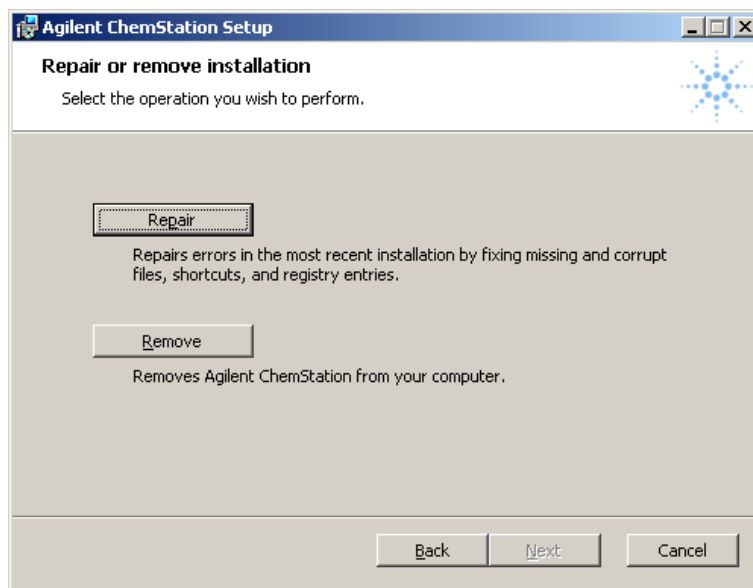 Agilent ChemStation Setup
Repair or remove installation
Select the operation you wish to perform.
Repair
Repairs errors in the most recent installation by fixing missing and corrupt
files, shortcuts, and registry entries.
Remove
Removes Agilent ChemStation from your computer.
Back Next Cancel